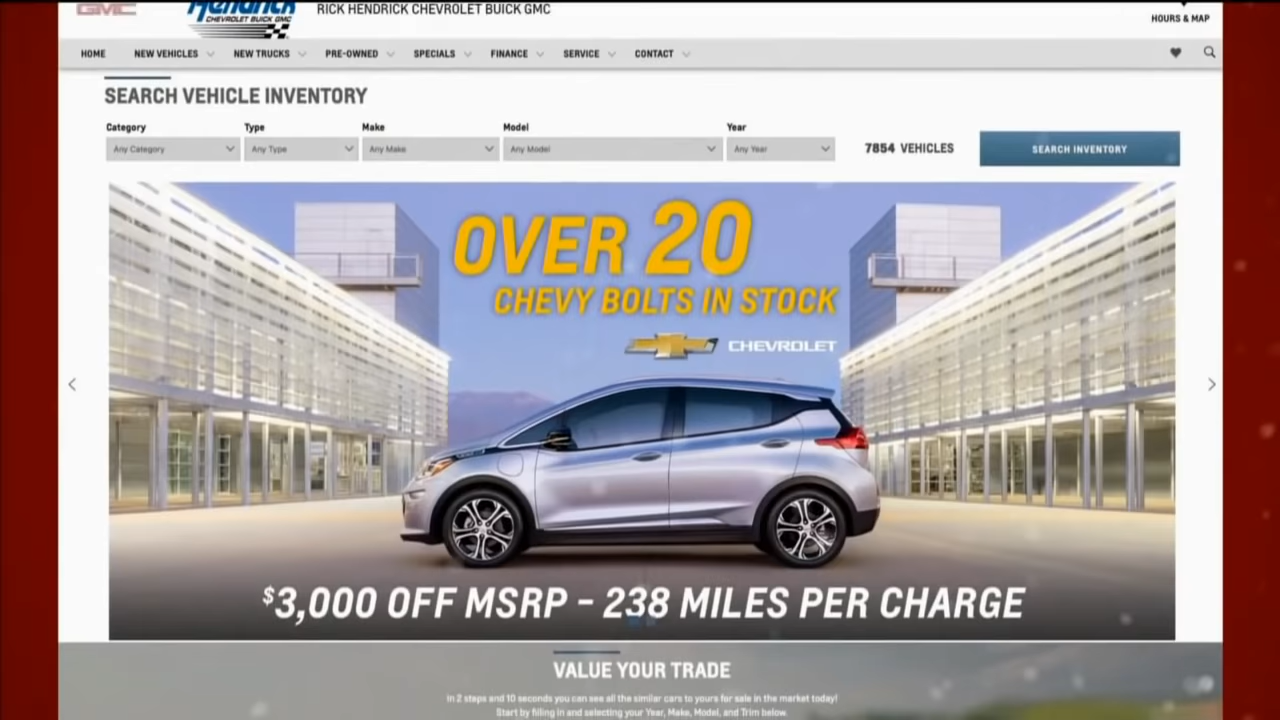 GMC
Hendrick
CHEVROLET BUICK GMC
RICK HENDRICK CHEVROLET BUICK GMC
HOURS & MAP
HOME NEW VEHICLES NEW TRUCKS PRE-OWNED SPECIALS FINANCE SERVICE CONTACT
SEARCH VEHICLE INVENTORY
Category Type Make Model Year
Any Category Any Type Any Make Any Model Any Year 7854 VEHICLES SEARCH INVENTORY
OVER 20
CHEVY BOLTS IN STOCK
CHEVROLET
$3,000 OFF MSRP - 238 MILES PER CHARGE
VALUE YOUR TRADE
In 2 steps and 10 seconds you can see all the similar cars to yours for sale in the market today!
Start by filling in and selecting your Year, Make, Model, and Trim below.